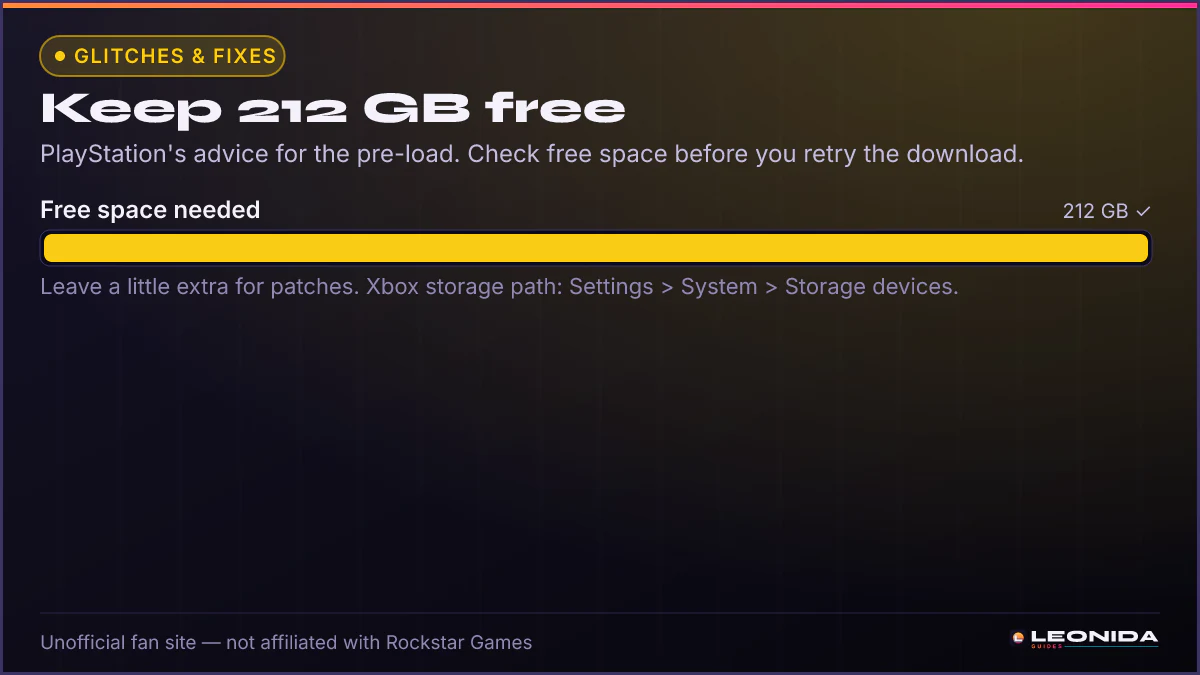 GLITCHES & FIXES
Keep 212 GB free
PlayStation's advice for the pre-load. Check free space before you retry the download.
Free space needed
212 GB ✓
Leave a little extra for patches. Xbox storage path: Settings > System > Storage devices.
Unofficial fan site — not affiliated with Rockstar Games
LEONIDA
GUIDES